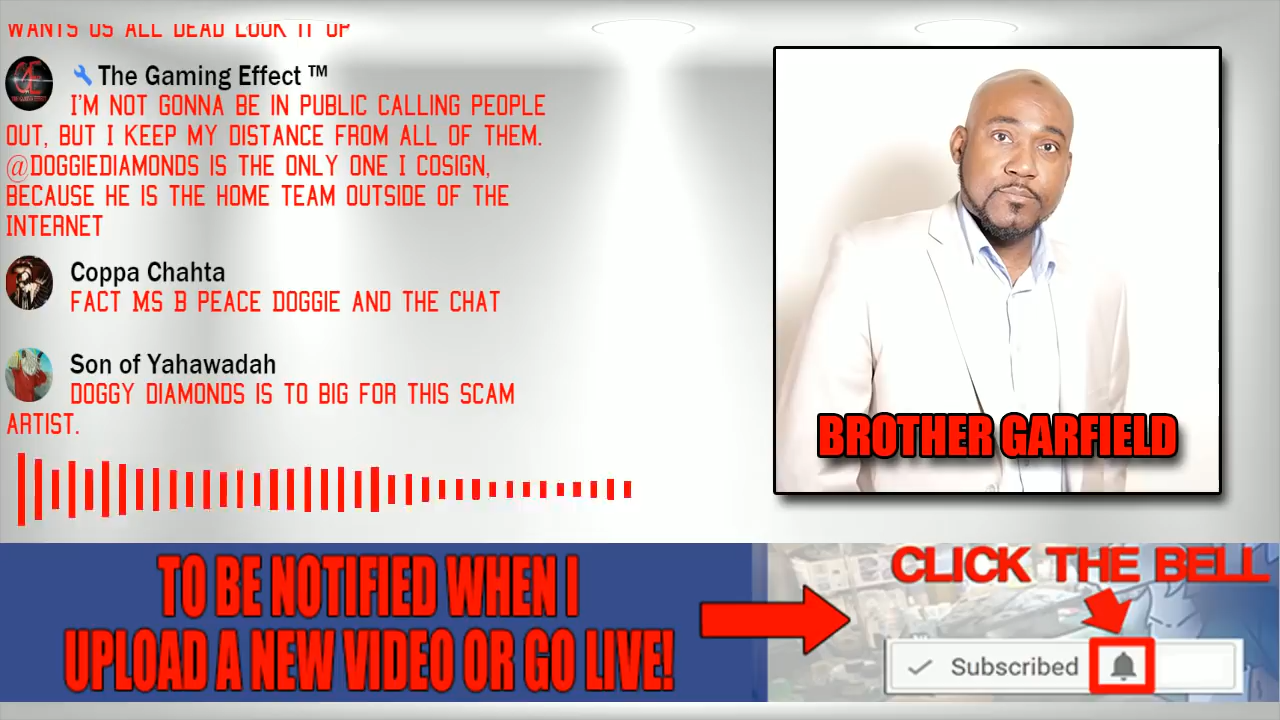 WANTS US ALL DEAD LOOK IT UP
The Gaming Effect ™
I'M NOT GONNA BE IN PUBLIC CALLING PEOPLE
OUT, BUT I KEEP MY DISTANCE FROM ALL OF THEM.
@DOGGIEDIAMONDS IS THE ONLY ONE I COSIGN,
BECAUSE HE IS THE HOME TEAM OUTSIDE OF THE
INTERNET
Coppa Chahta
FACT MS B PEACE DOGGIE AND THE CHAT
Son of Yahawadah
DOGGY DIAMONDS IS TO BIG FOR THIS SCAM
ARTIST.
BROTHER GARFIELD
TO BE NOTIFIED WHEN I
UPLOAD A NEW VIDEO OR GO LIVE!
CLICK THE BELL
Subscribed